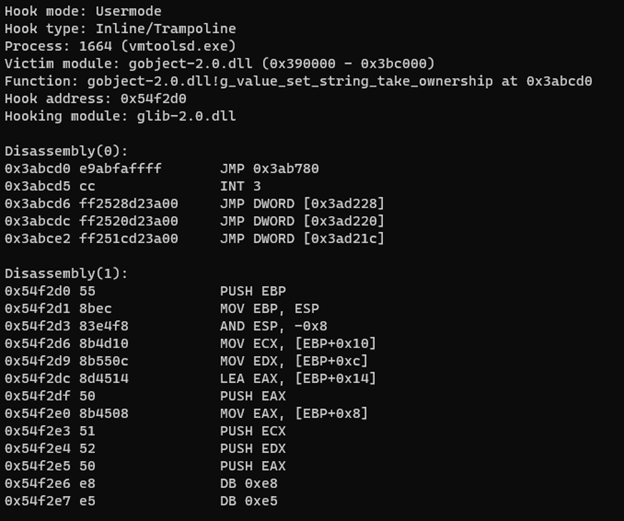 Hook mode: Usermode
Hook type: Inline/Trampoline
Process: 1664 (vmtoolsd.exe)
Victim module: gobject-2.0.dll (0x390000 - 0x3bc000)
Function: gobject-2.0.dll!g_value_set_string_take_ownership at 0x3abcd0
Hook address: 0x54f2d0
Hooking module: glib-2.0.dll

Disassembly(0):
0x3abcd0 e9abfaffff       JMP 0x3ab780
0x3abcd5 cc               INT 3
0x3abcd6 ff2528d23a00     JMP DWORD [0x3ad228]
0x3abcdc ff2520d23a00     JMP DWORD [0x3ad220]
0x3abce2 ff251cd23a00     JMP DWORD [0x3ad21c]

Disassembly(1):
0x54f2d0 55               PUSH EBP
0x54f2d1 8bec             MOV EBP, ESP
0x54f2d3 83e4f8           AND ESP, -0x8
0x54f2d6 8b4d10           MOV ECX, [EBP+0x10]
0x54f2d9 8b550c           MOV EDX, [EBP+0xc]
0x54f2dc 8d4514           LEA EAX, [EBP+0x14]
0x54f2df 50               PUSH EAX
0x54f2e0 8b4508           MOV EAX, [EBP+0x8]
0x54f2e3 51               PUSH ECX
0x54f2e4 52               PUSH EDX
0x54f2e5 50               PUSH EAX
0x54f2e6 e8               DB 0xe8
0x54f2e7 e5               DB 0xe5